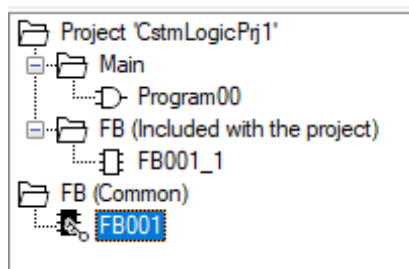 Project 'CstmLogicPrj1'
Main
Program00
FB (Included with the project)
FB001_1
FB (Common)
FB001